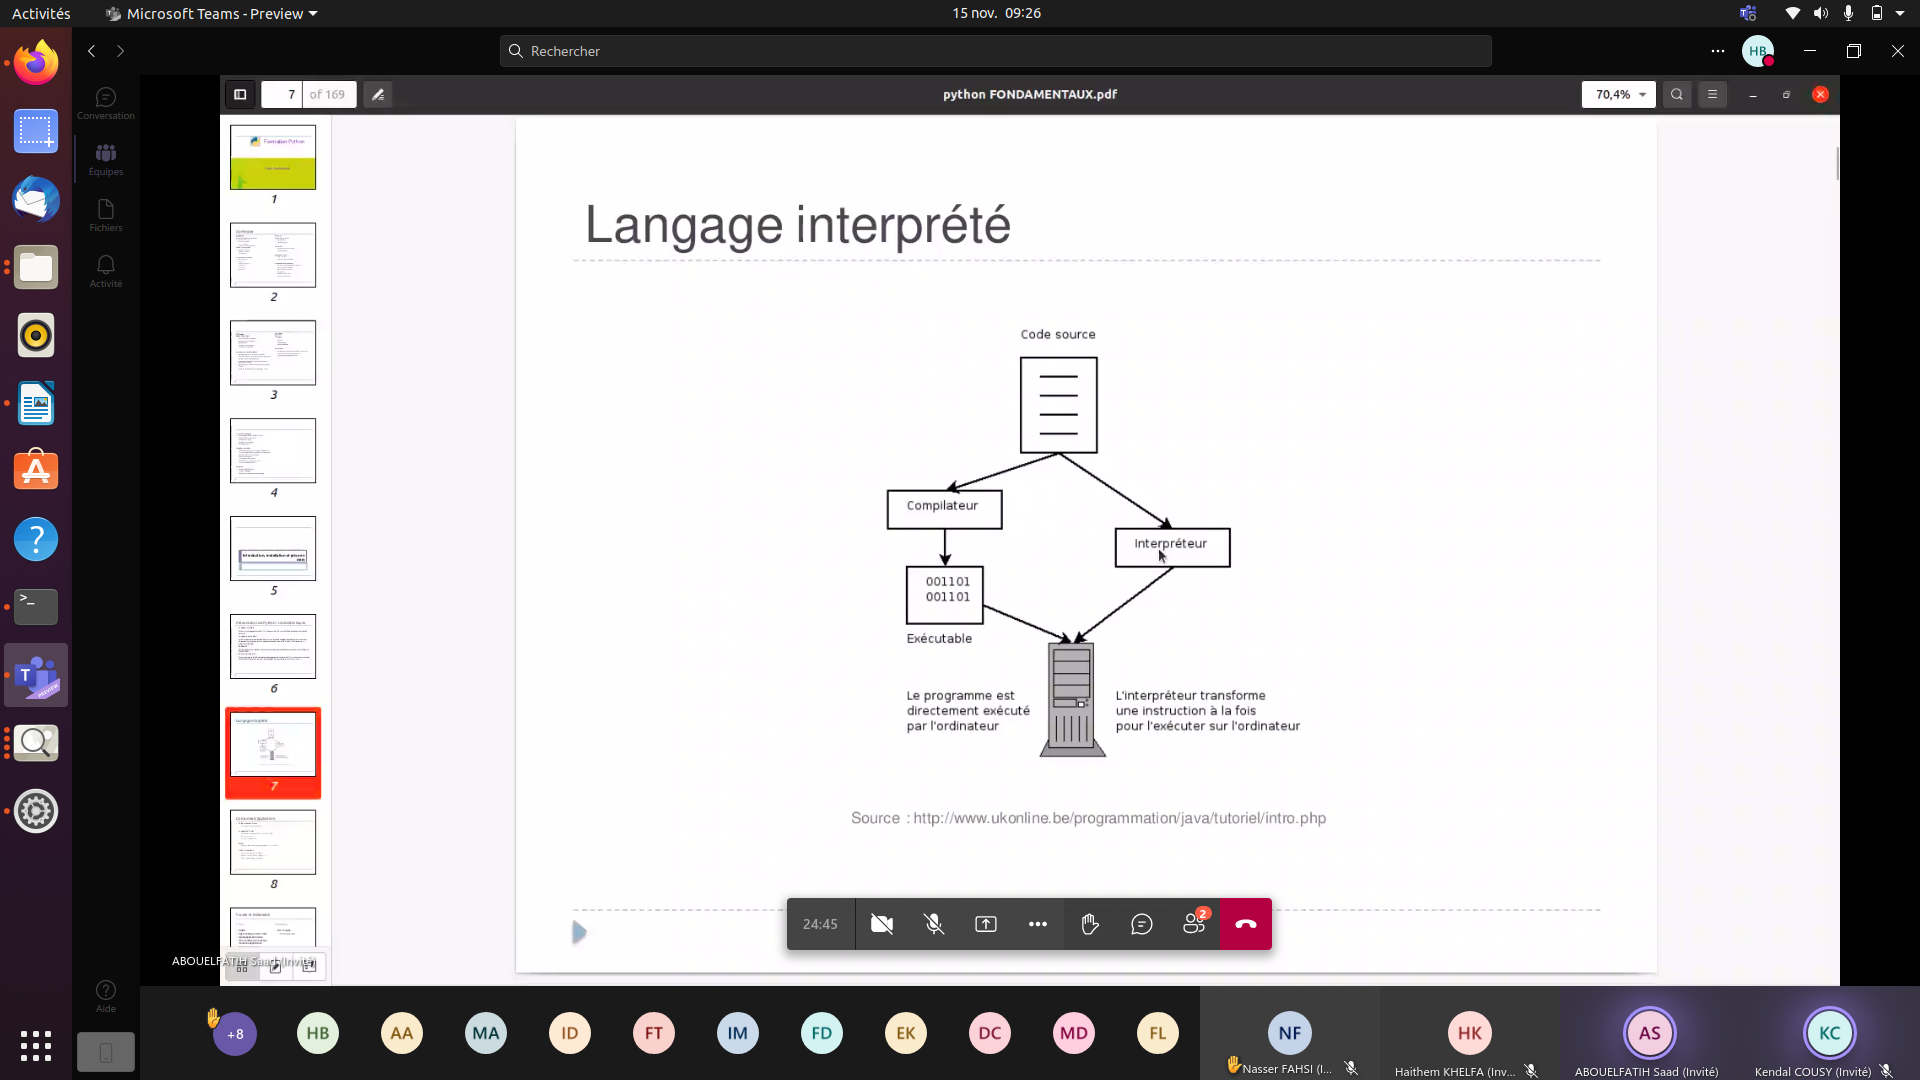 Activités
Microsoft Teams - Preview
15 nov. 09:26
Rechercher
HB
Conversation
Équipes
Fichiers
Activité
Aide
7 of 169
python FONDAMENTAUX.pdf
70,4%
Formation Python
1
2
3
4
5
6
7
8
Langage interprété
Code source
Compilateur
Interpréteur
001101
001101
Exécutable
Le programme est
directement exécuté
par l'ordinateur
L'interpréteur transforme
une instruction à la fois
pour l'exécuter sur l'ordinateur
Source : http://www.ukonline.be/programmation/java/tutoriel/intro.php
24:45
2
ABOUELFATIH Saad (Invité)
+8
HB
AA
MA
ID
FT
IM
FD
EK
DC
MD
FL
NF
Nasser FAHSI (I...
HK
Haithem KHELFA (Inv...
AS
ABOUELFATIH Saad (Invité)
KC
Kendal COUSY (Invité)